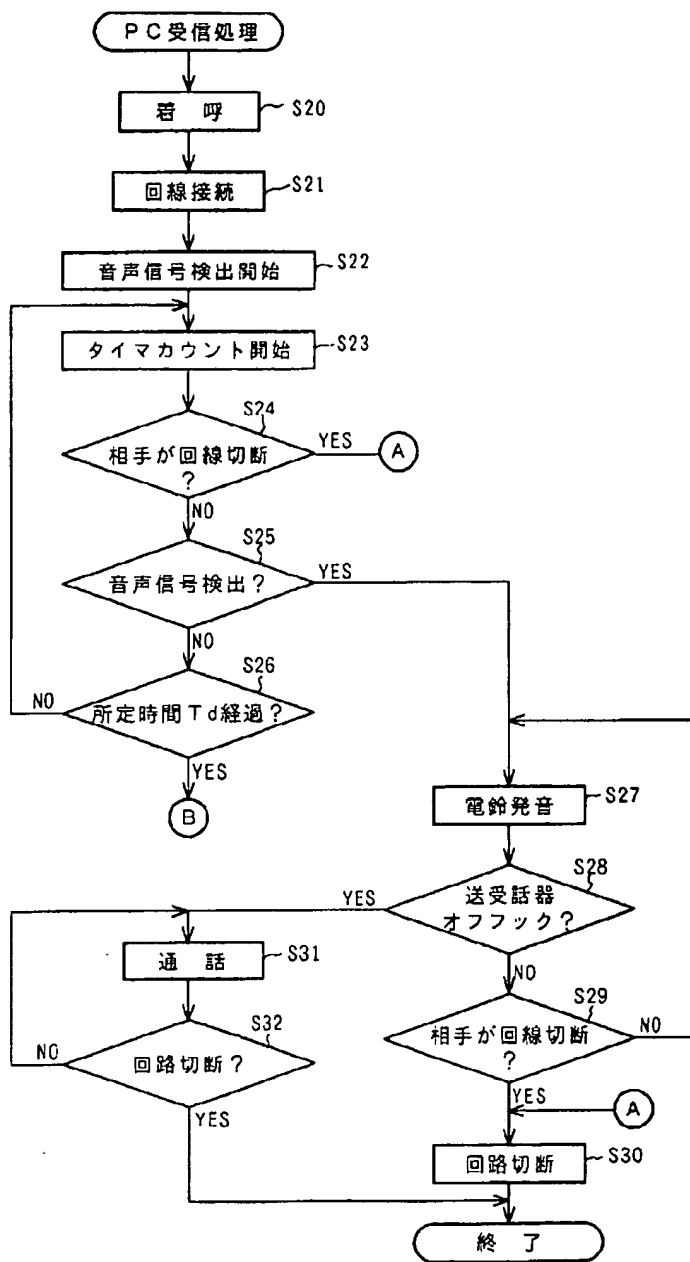 PC受信処理
着 呼
S20
回線接続
S21
音声信号検出開始
S22
タイマカウント開始
S23
S24
相手が回線切断
?
YES
A
NO
S25
音声信号検出?
YES
NO
S26
所定時間Td経過?
NO
YES
B
電鈴発音
S27
S28
送受話器
オフフック?
YES
NO
通 話
S31
S29
相手が回線切断
?
NO
S32
回路切断?
NO
YES
YES
A
回路切断
S30
終 了